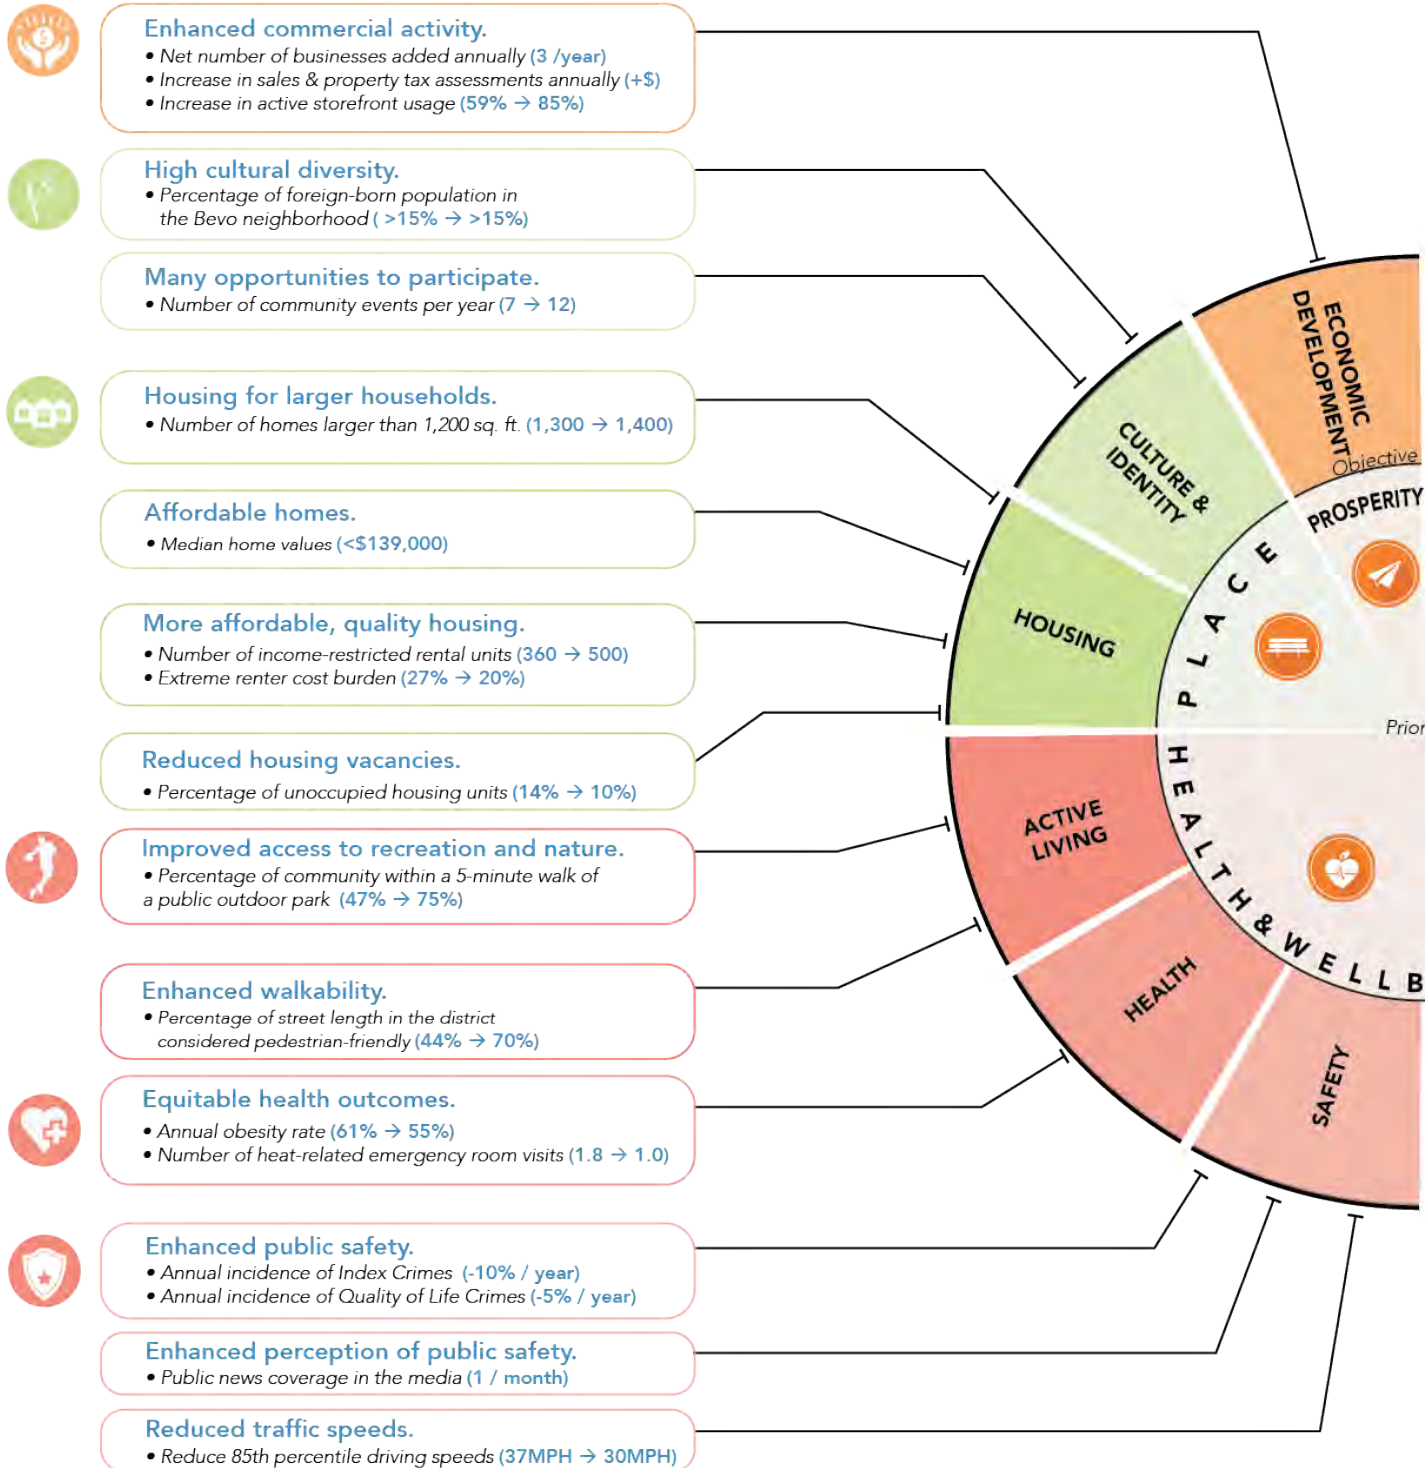 Enhanced commercial activity.
• Net number of businesses added annually (3 /year)
• Increase in sales & property tax assessments annually (+$)
• Increase in active storefront usage (59% → 85%)
High cultural diversity.
• Percentage of foreign-born population in
the Bevo neighborhood ( >15% → >15%)
Many opportunities to participate.
• Number of community events per year (7 → 12)
Housing for larger households.
• Number of homes larger than 1,200 sq. ft. (1,300 → 1,400)
Affordable homes.
• Median home values (<$139,000)
More affordable, quality housing.
• Number of income-restricted rental units (360 → 500)
• Extreme renter cost burden (27% → 20%)
Reduced housing vacancies.
• Percentage of unoccupied housing units (14% → 10%)
Improved access to recreation and nature.
• Percentage of community within a 5-minute walk of
a public outdoor park (47% → 75%)
Enhanced walkability.
• Percentage of street length in the district
considered pedestrian-friendly (44% → 70%)
Equitable health outcomes.
• Annual obesity rate (61% → 55%)
• Number of heat-related emergency room visits (1.8 → 1.0)
Enhanced public safety.
• Annual incidence of Index Crimes (-10% / year)
• Annual incidence of Quality of Life Crimes (-5% / year)
Enhanced perception of public safety.
• Public news coverage in the media (1 / month)
Reduced traffic speeds.
• Reduce 85th percentile driving speeds (37MPH → 30MPH)
ECONOMIC
DEVELOPMENT
Objective
PROSPERITY
CULTURE &
IDENTITY
PLACE
HOUSING
Prior
ACTIVE
LIVING
HEALTH & WELLB
HEALTH
SAFETY